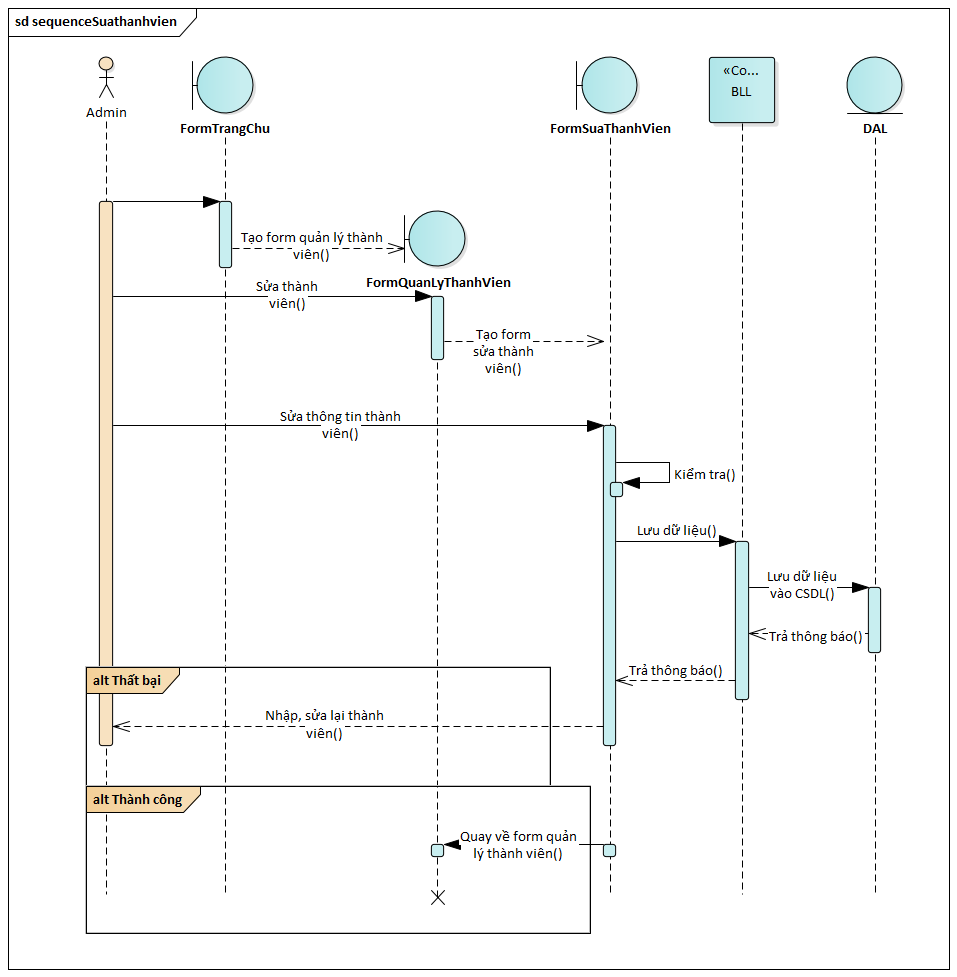 sd sequenceSuathanhvien
Admin
FormTrangChu
FormSuaThanhVien
«Co...
BLL
DAL
Tạo form quản lý thành
viên()
FormQuanLyThanhVien
Sửa thành
viên()
Tạo form
sửa thành
viên()
Sửa thông tin thành
viên()
Kiểm tra()
Lưu dữ liệu()
Lưu dữ liệu
vào CSDL()
Trả thông báo()
Trả thông báo()
alt Thất bại
Nhập, sửa lại thành
viên()
alt Thành công
Quay về form quản
lý thành viên()